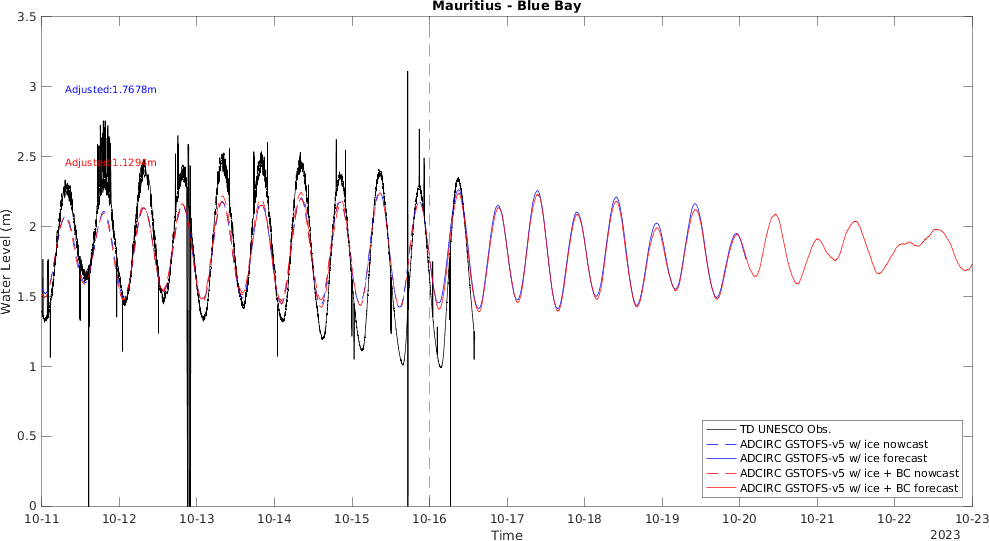 Mauritius - Blue Bay
3.5
3
2.5
2
1.5
1
0.5
0
Water Level (m)
Adjusted:1.7678m
Adjusted:1.1294m
TD UNESCO Obs.
ADCIRC GSTOFS-v5 w/ ice nowcast
ADCIRC GSTOFS-v5 w/ ice forecast
ADCIRC GSTOFS-v5 w/ ice + BC nowcast
ADCIRC GSTOFS-v5 w/ ice + BC forecast
10-11 10-12 10-13 10-14 10-15 10-16 10-17 10-18 10-19 10-20 10-21 10-22 10-23
Time
2023